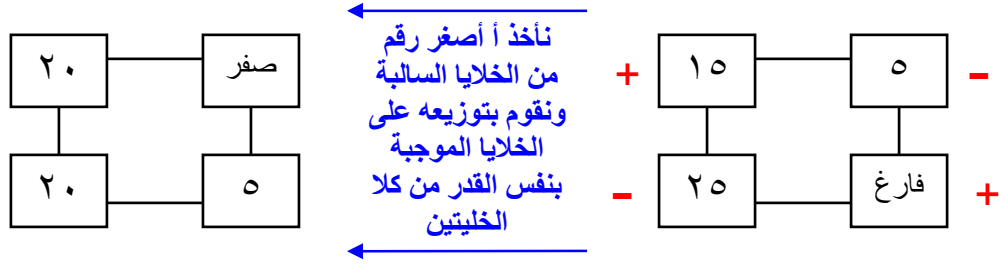 - ٥ ١٥ +
+ فارغ ٢٥ -
نأخذ أ أصغر رقم
من الخلايا السالبة
ونقوم بتوزيعه على
الخلايا الموجبة
بنفس القدر من كلا
الخليتين
صفر ٢٠
٥ ٢٠